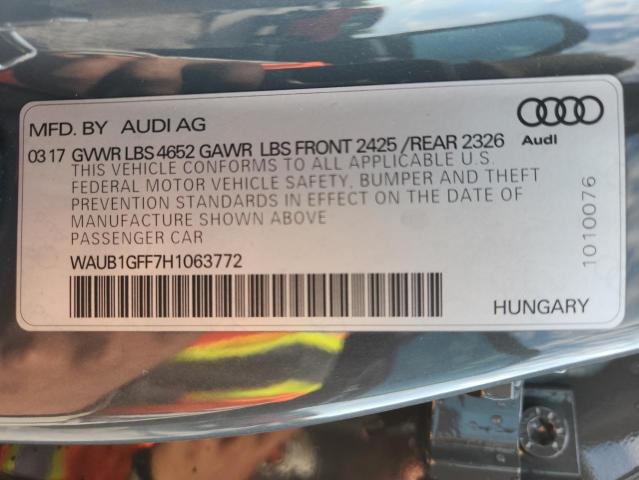 MFD. BY AUDI AG
Audi
0317 GVWR LBS 4652 GAWR LBS FRONT 2425 /REAR 2326
THIS VEHICLE CONFORMS TO ALL APPLICABLE U.S.
FEDERAL MOTOR VEHICLE SAFETY, BUMPER AND THEFT
PREVENTION STANDARDS IN EFFECT ON THE DATE OF
MANUFACTURE SHOWN ABOVE
PASSENGER CAR
WAUB1GFF7H1063772
1010076
HUNGARY